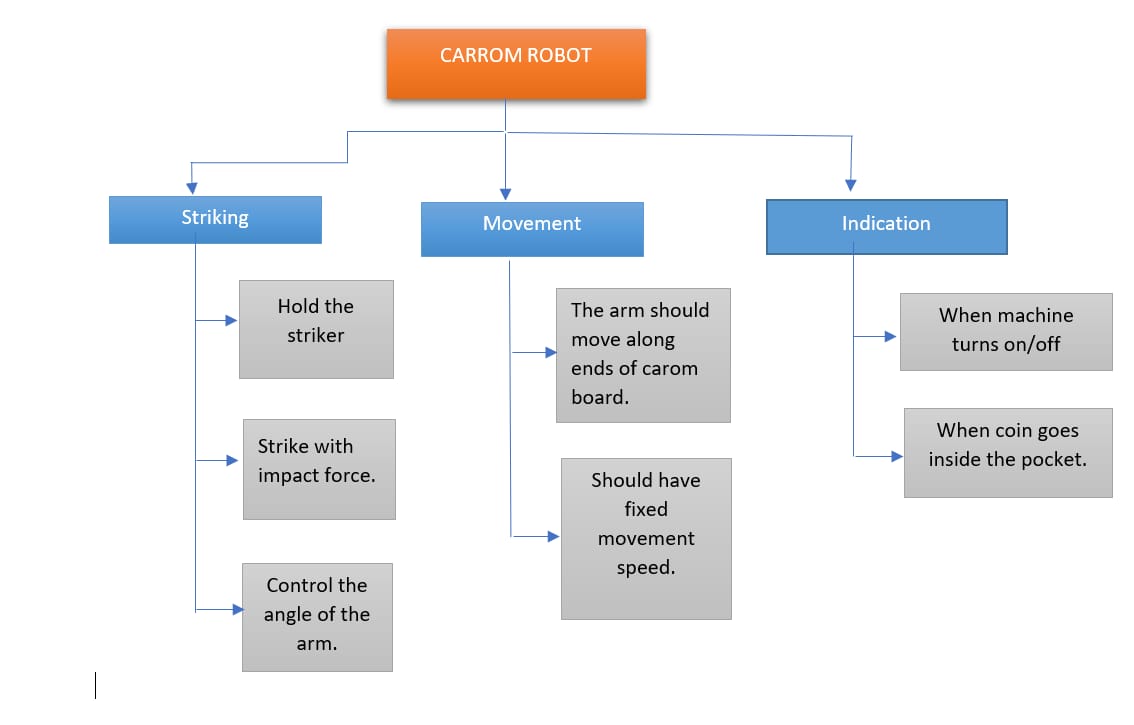 CARROM ROBOT
Striking
Hold the
striker
Strike with
impact force.
Control the
angle of the
arm.
Movement
The arm should
move along
ends of carom
board.
Should have
fixed
movement
speed.
Indication
When machine
turns on/off
When coin goes
inside the pocket.